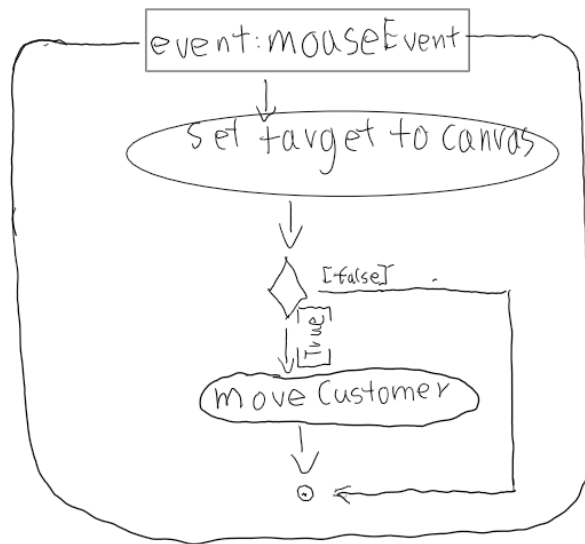 event:mouseEvent
set target to canvas
[false]
[True]
move Customer